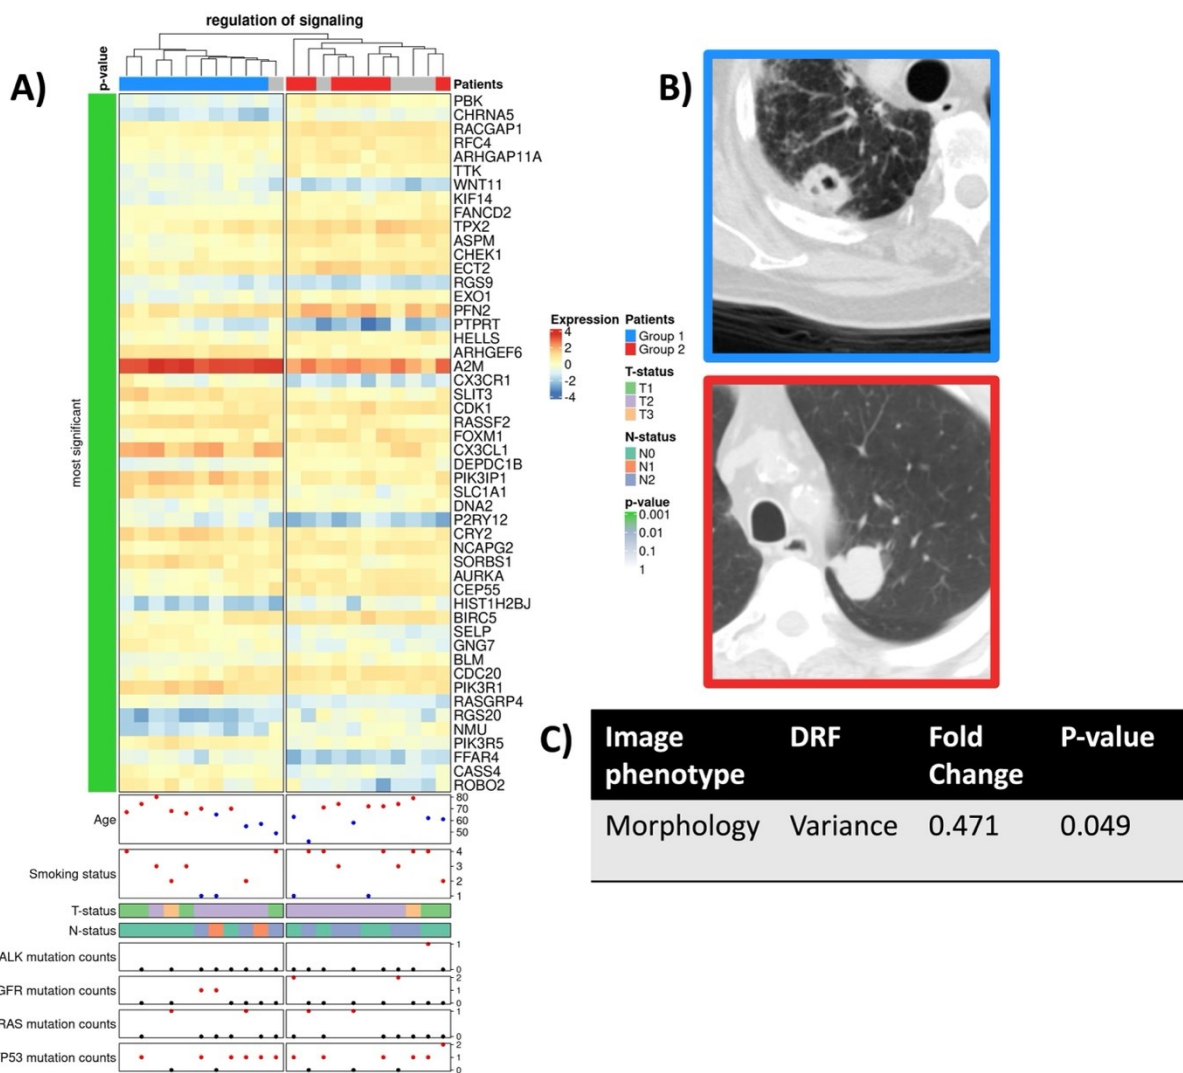 regulation of signaling
A)
p-value
Patients
most significant
PBK
CHRNA5
RACGAP1
RFC4
ARHGAP11A
TTK
WNT11
KIF14
FANCD2
TPX2
ASPM
CHEK1
ECT2
RGS9
EXO1
PFN2
PTPRT
HELLS
ARHGEF6
A2M
CX3CR1
SLIT3
CDK1
RASSF2
FOXM1
CX3CL1
DEPDC1B
PIK3IP1
SLC1A1
DNA2
P2RY12
CRY2
NCAPG2
SORBS1
AURKA
CEP55
HIST1H2BJ
BIRC5
SELP
GNG7
BLM
CDC20
PIK3R1
RASGRP4
RGS20
NMU
PIK3R5
FFAR4
CASS4
ROBO2
Age
80
70
60
50
Smoking status
4
3
2
1
T-status
N-status
ALK mutation counts
1
0
GFR mutation counts
2
1
0
RAS mutation counts
1
0
P53 mutation counts
2
1
0
Expression
4
2
0
-2
-4
Patients
Group 1
Group 2
T-status
T1
T2
T3
N-status
N0
N1
N2
p-value
0.001
0.01
0.1
1
B)
C)
Image phenotype DRF Fold Change P-value
Morphology Variance 0.471 0.049